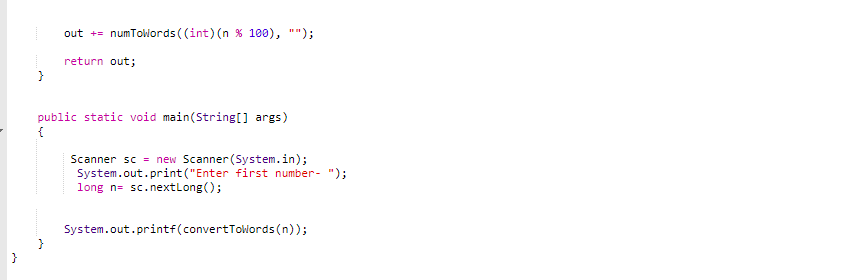 out += numToWords((int)(n % 100), "");
return out;
}
public static void main(String[] args)
{
Scanner sc = new Scanner(System.in);
System.out.print("Enter first number- ");
long n= sc.nextLong();
System.out.printf(convertToWords(n));
}
}